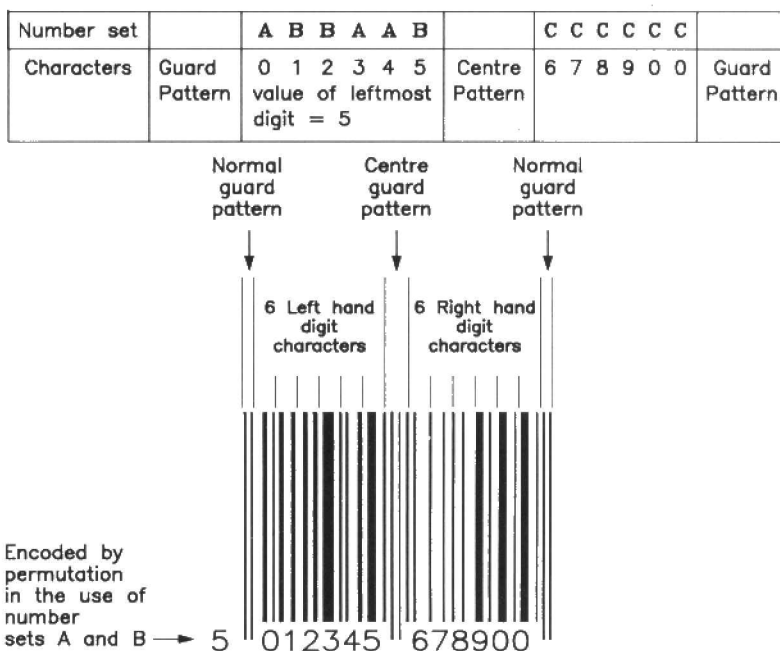 Number set A B B A A B C C C C C C
Characters Guard Pattern 0 1 2 3 4 5 value of leftmost digit = 5 Centre Pattern 6 7 8 9 0 0 Guard Pattern
Normal guard pattern
Centre guard pattern
Normal guard pattern
6 Left hand digit characters
6 Right hand digit characters
Encoded by
permutation
in the use of
number
sets A and B
5 012345 678900